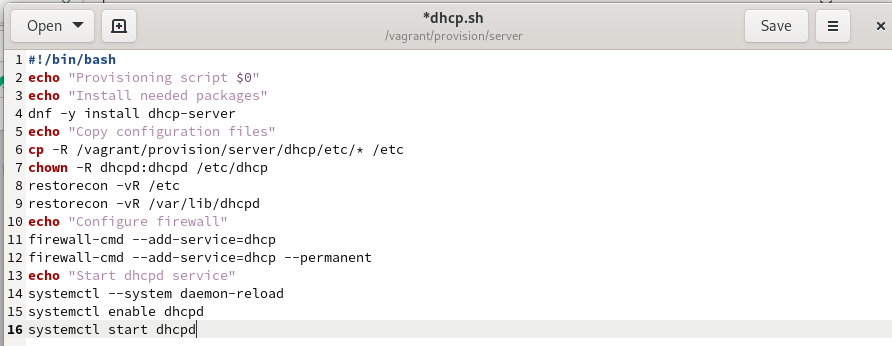 Open
*dhcp.sh
/vagrant/provision/server
Save
1 #!/bin/bash
2 echo "Provisioning script $0"
3 echo "Install needed packages"
4 dnf -y install dhcp-server
5 echo "Copy configuration files"
6 cp -R /vagrant/provision/server/dhcp/etc/* /etc
7 chown -R dhcpd:dhcpd /etc/dhcp
8 restorecon -vR /etc
9 restorecon -vR /var/lib/dhcpd
10 echo "Configure firewall"
11 firewall-cmd --add-service=dhcp
12 firewall-cmd --add-service=dhcp --permanent
13 echo "Start dhcpd service"
14 systemctl --system daemon-reload
15 systemctl enable dhcpd
16 systemctl start dhcpd